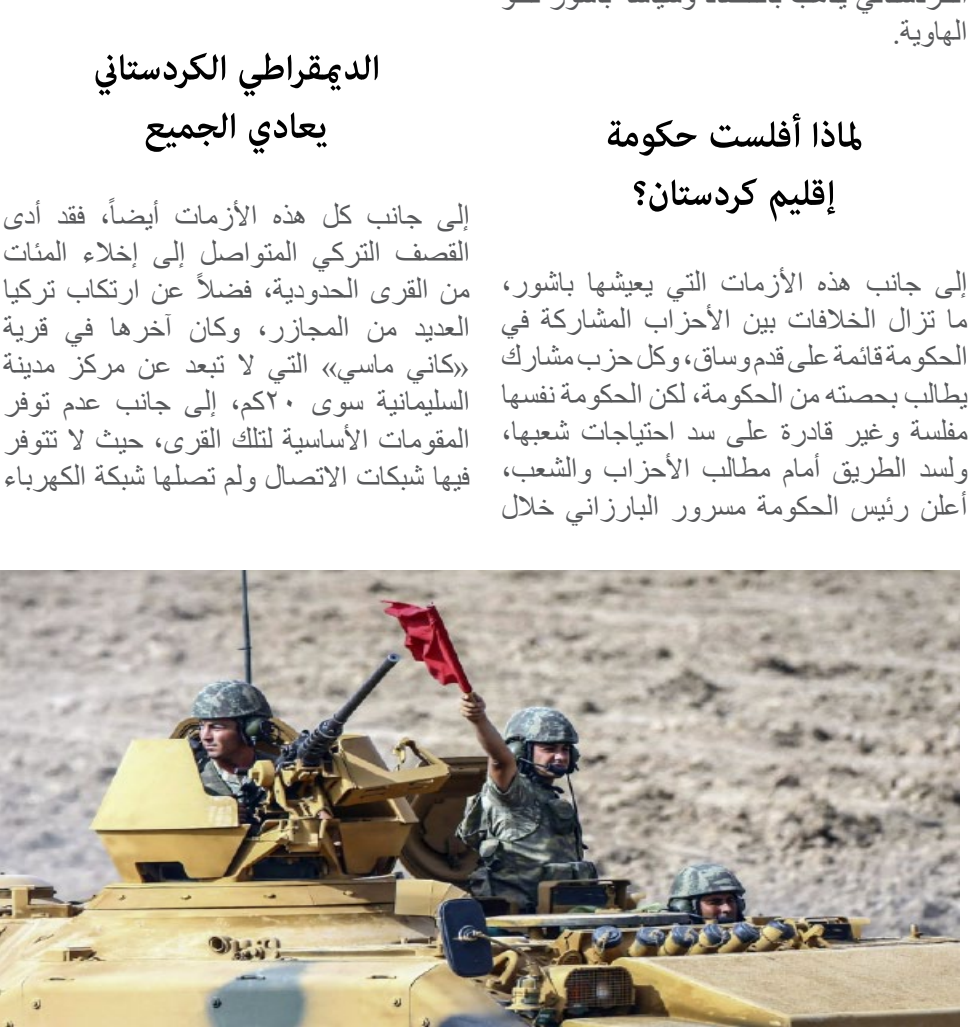 الهاوية.
لماذا أفلست حكومة
إقليم كردستان؟
إلى جانب هذه الأزمات التي يعيشها باشور،
ما تزال الخلافات بين الأحزاب المشاركة في
الحكومة قائمة على قدم وساق، وكل حزب مشارك
يطالب بحصته من الحكومة، لكن الحكومة نفسها
مفلسة وغير قادرة على سد احتياجات شعبها،
ولسد الطريق أمام مطالب الأحزاب والشعب،
أعلن رئيس الحكومة مسرور البارزاني خلال
الديمقراطي الكردستاني
يعادي الجميع
إلى جانب كل هذه الأزمات أيضاً، فقد أدى
القصف التركي المتواصل إلى إخلاء المئات
من القرى الحدودية، فضلاً عن ارتكاب تركيا
العديد من المجازر، وكان آخرها في قرية
«كاني ماسي» التي لا تبعد عن مركز مدينة
السليمانية سوى ٢٠كم، إلى جانب عدم توفر
المقومات الأساسية لتلك القرى، حيث لا تتوفر
فيها شبكات الاتصال ولم تصلها شبكة الكهرباء